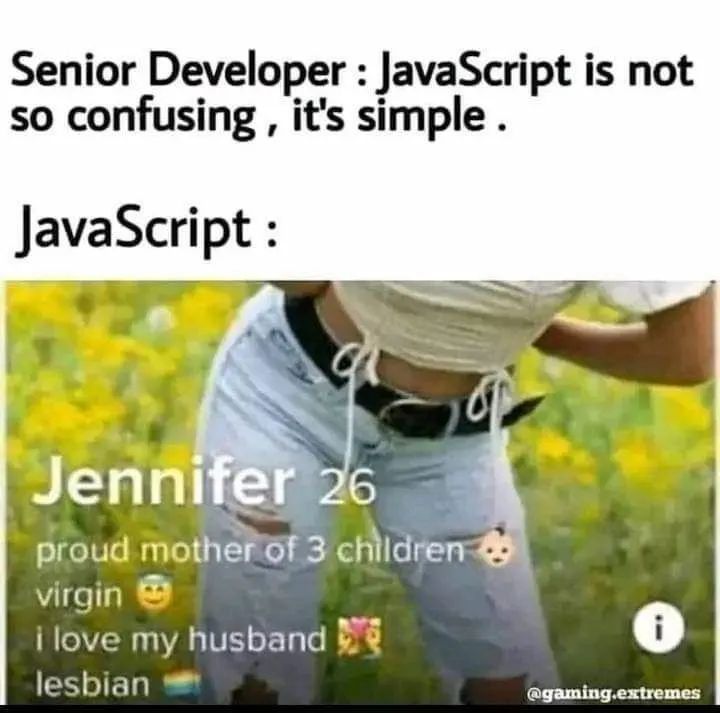 Senior Developer : JavaScript is not
so confusing , it's simple .
JavaScript :
Jennifer 26
proud mother of 3 children 👶🏻
virgin 😇
i love my husband 💏
lesbian 🏳️‍🌈
i
@gaming.extremes